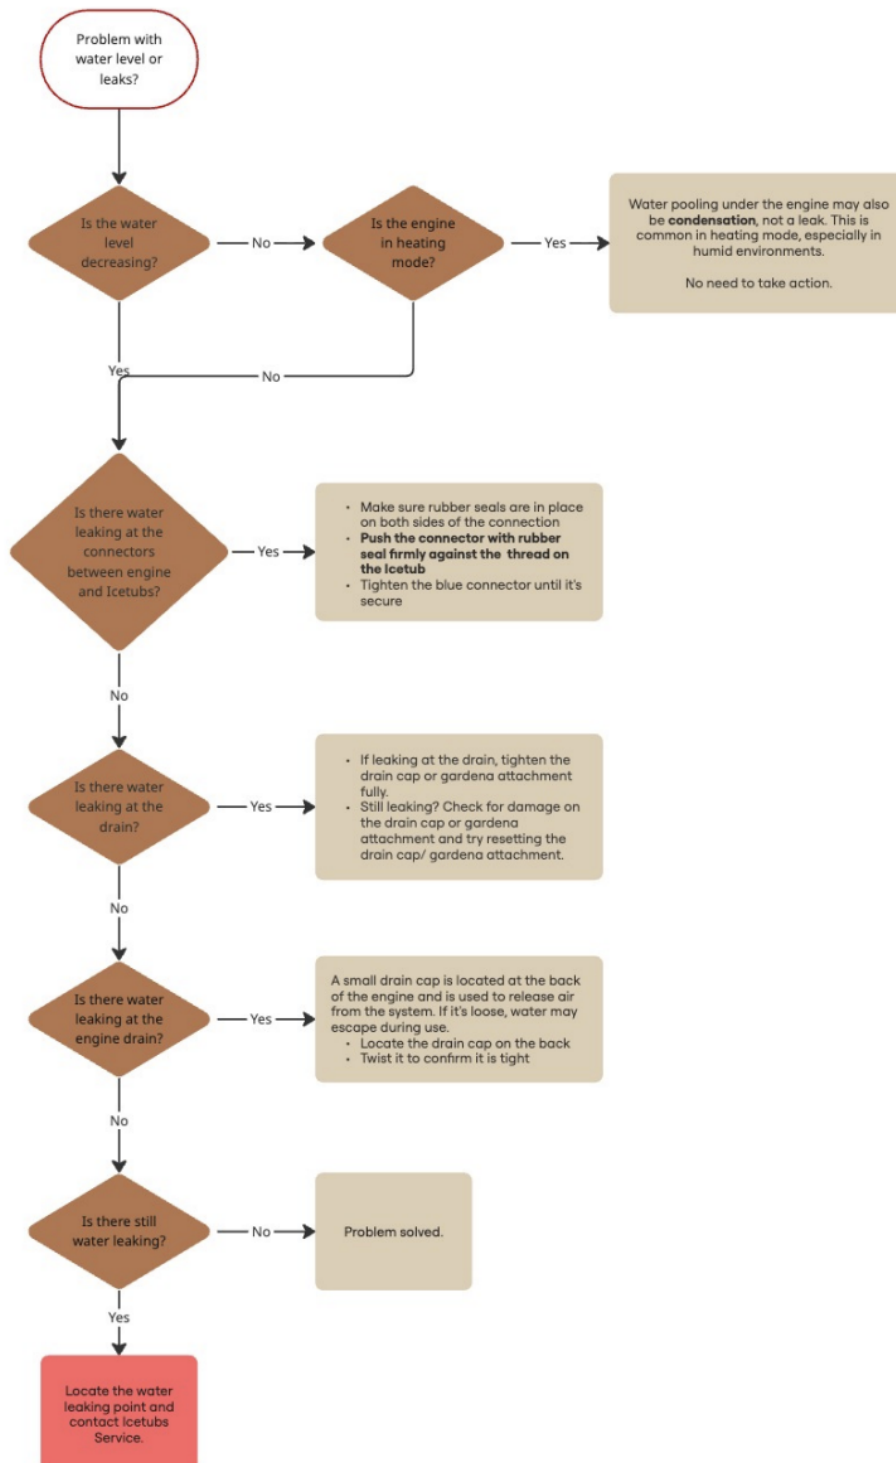 Problem with
water level or
leaks?
Is the water
level
decreasing?
No
Is the engine
in heating
mode?
Yes
Water pooling under the engine may also
be condensation, not a leak. This is
common in heating mode, especially in
humid environments.
No need to take action.
Yes
No
Is there water
leaking at the
connectors
between engine
and Icetubs?
Yes
• Make sure rubber seals are in place
on both sides of the connection
• Push the connector with rubber
seal firmly against the thread on
the Icetub
• Tighten the blue connector until it's
secure
No
Is there water
leaking at the
drain?
Yes
• If leaking at the drain, tighten the
drain cap or gardena attachment
fully.
• Still leaking? Check for damage on
the drain cap or gardena
attachment and try resetting the
drain cap/ gardena attachment.
No
Is there water
leaking at the
engine drain?
Yes
A small drain cap is located at the back
of the engine and is used to release air
from the system. If it's loose, water may
escape during use.
• Locate the drain cap on the back
• Twist it to confirm it is tight
No
Is there still
water leaking?
No
Problem solved.
Yes
Locate the water
leaking point and
contact Icetubs
Service.